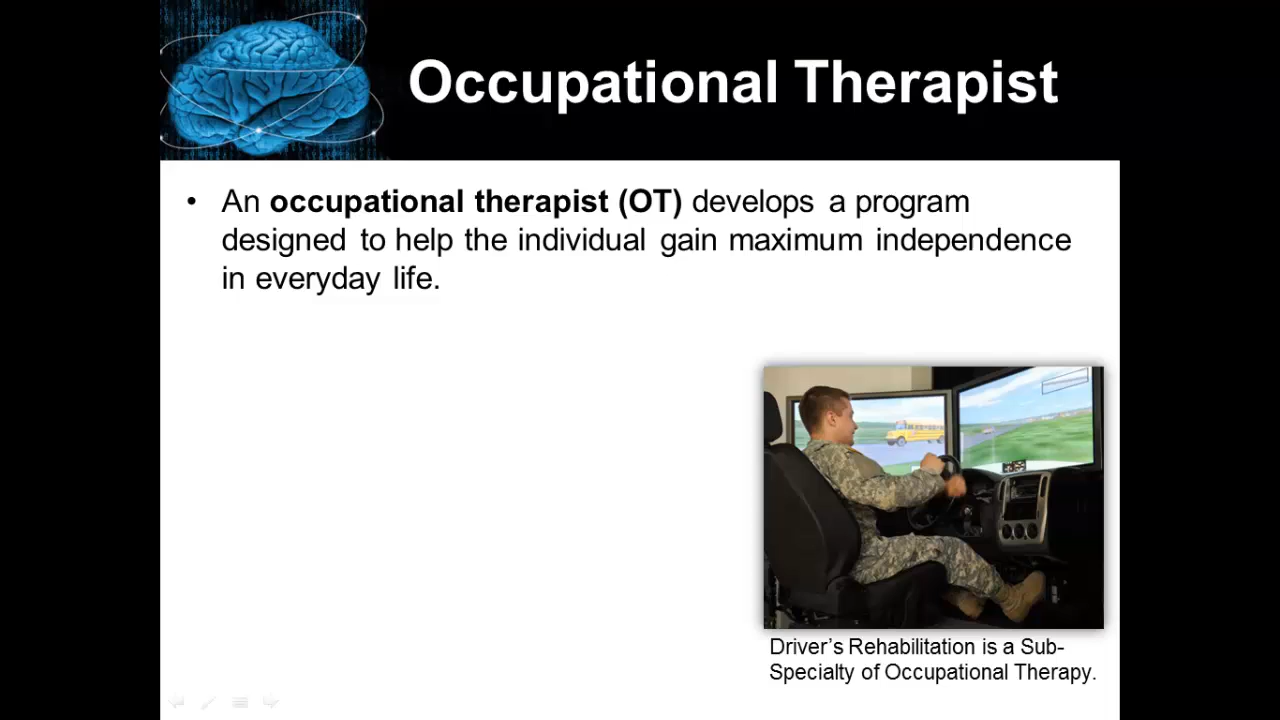 Occupational Therapist
• An occupational therapist (OT) develops a program
designed to help the individual gain maximum independence
in everyday life.
Driver’s Rehabilitation is a Sub-
Specialty of Occupational Therapy.